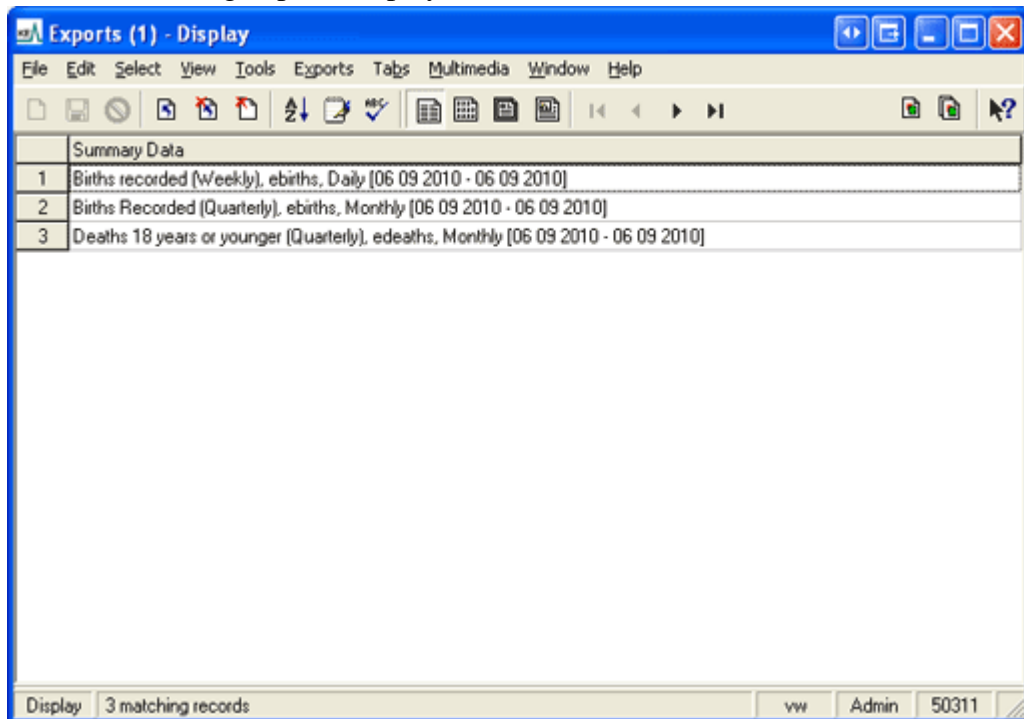 Exports (1) - Display
File Edit Select View Tools Exports Tabs Multimedia Window Help
Summary Data
1 Births recorded (Weekly), ebirths, Daily [06 09 2010 - 06 09 2010]
2 Births Recorded (Quarterly), ebirths, Monthly [06 09 2010 - 06 09 2010]
3 Deaths 18 years or younger (Quarterly), edeaths, Monthly [06 09 2010 - 06 09 2010]
Display 3 matching records vw Admin 50311